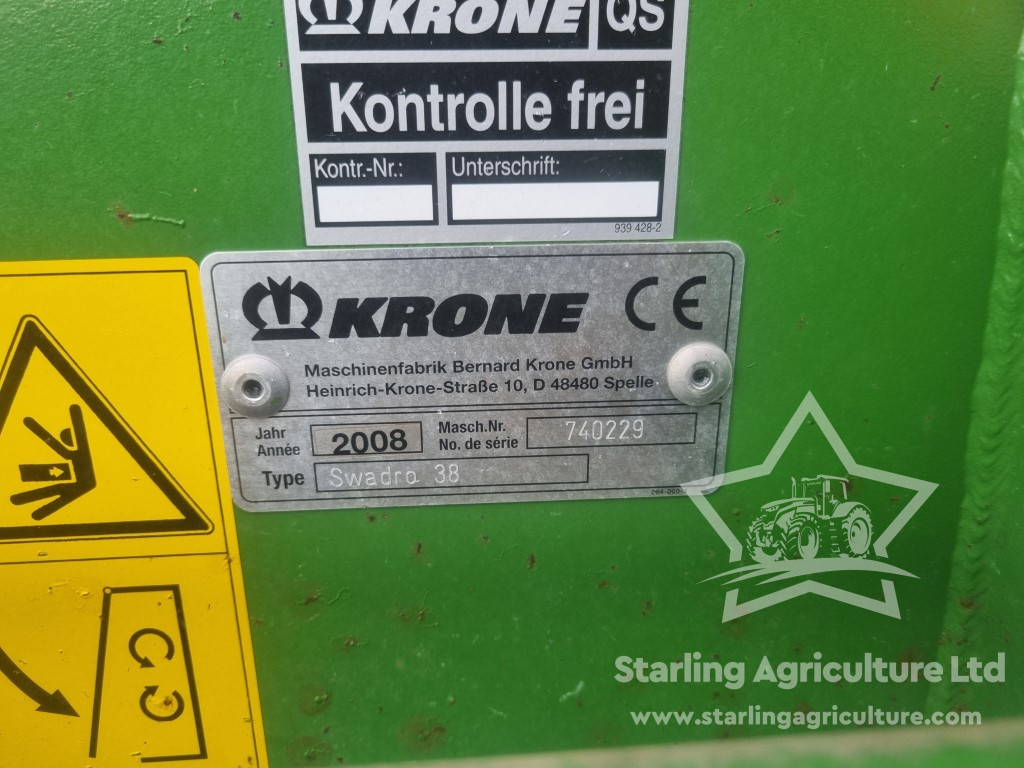 KRONE QS
Kontrolle frei
Kontr.-Nr.: Unterschrift:
939 428-2
KRONE CE
Maschinenfabrik Bernard Krone GmbH
Heinrich-Krone-Straße 10, D 48480 Spelle
Jahr
Année
2008
Masch.Nr.
No. de série
740229
Type Swadro 38
Starling Agriculture Ltd
www.starlingagriculture.com